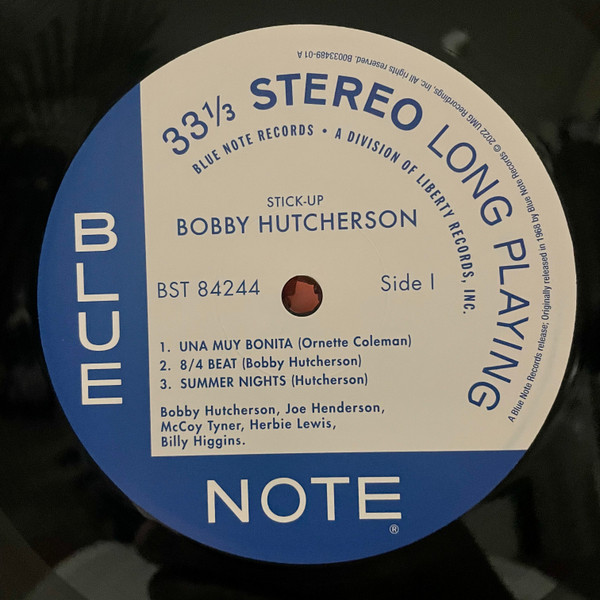 33⅓ STEREO LONG PLAYING
BLUE NOTE RECORDS • A DIVISION OF LIBERTY RECORDS, INC.
STICK-UP
BOBBY HUTCHERSON
BST 84244
Side I
1. UNA MUY BONITA (Ornette Coleman)
2. 8/4 BEAT (Bobby Hutcherson)
3. SUMMER NIGHTS (Hutcherson)
Bobby Hutcherson, Joe Henderson,
McCoy Tyner, Herbie Lewis,
Billy Higgins.
BLUE
NOTE®
A Blue Note Records release; Originally released in 1968 by Blue Note Records © 2022 UMG Recordings, Inc. All rights reserved. B0033489-01 A